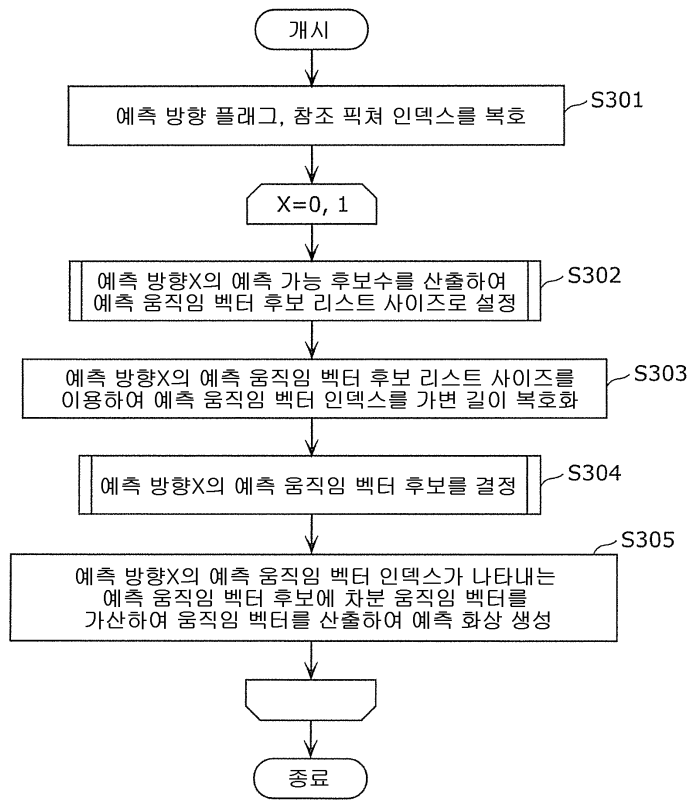 개시
예측 방향 플래그, 참조 픽쳐 인덱스를 복호
S301
X=0, 1
예측 방향X의 예측 가능 후보수를 산출하여
예측 움직임 벡터 후보 리스트 사이즈로 설정
S302
예측 방향X의 예측 움직임 벡터 후보 리스트 사이즈를
이용하여 예측 움직임 벡터 인덱스를 가변 길이 복호화
S303
예측 방향X의 예측 움직임 벡터 후보를 결정
S304
S305
예측 방향X의 예측 움직임 벡터 인덱스가 나타내는
예측 움직임 벡터 후보에 차분 움직임 벡터를
가산하여 움직임 벡터를 산출하여 예측 화상 생성
종료